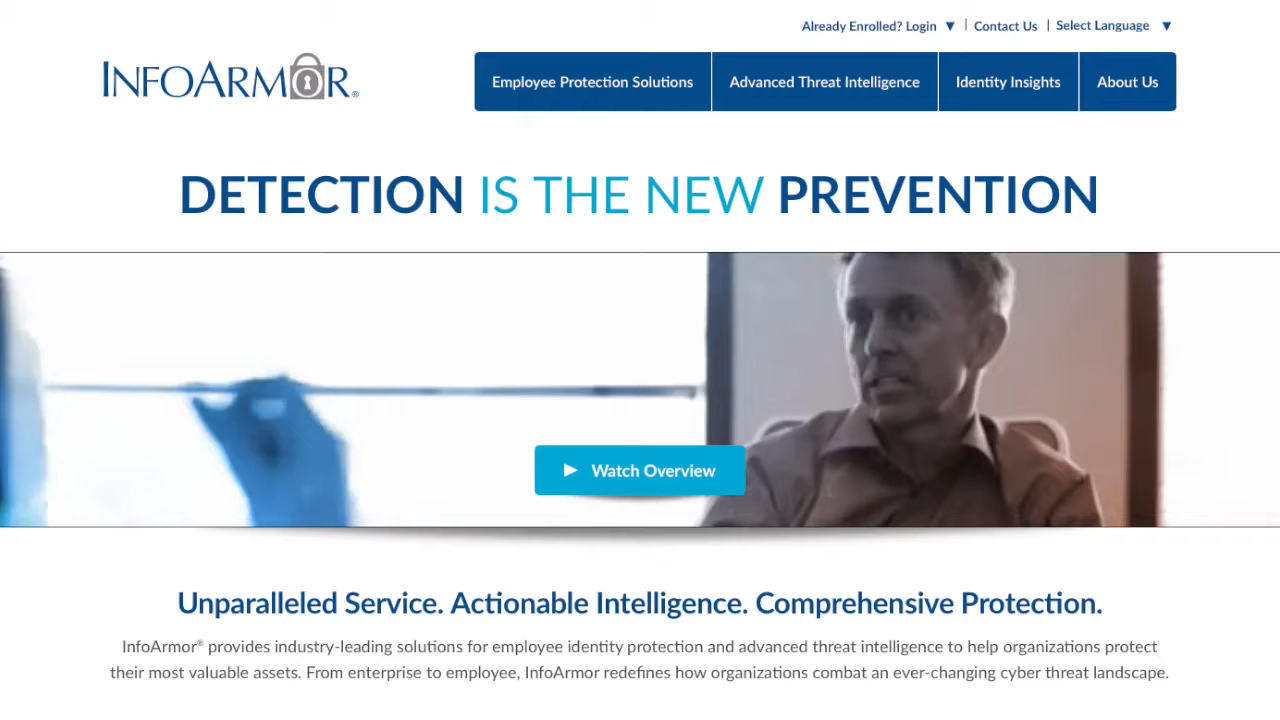 Already Enrolled? Login ▼ | Contact Us | Select Language ▼
INFOARMOR®
Employee Protection Solutions
Advanced Threat Intelligence
Identity Insights
About Us
DETECTION IS THE NEW PREVENTION
Watch Overview
Unparalleled Service. Actionable Intelligence. Comprehensive Protection.
InfoArmor® provides industry-leading solutions for employee identity protection and advanced threat intelligence to help organizations protect
their most valuable assets. From enterprise to employee, InfoArmor redefines how organizations combat an ever-changing cyber threat landscape.